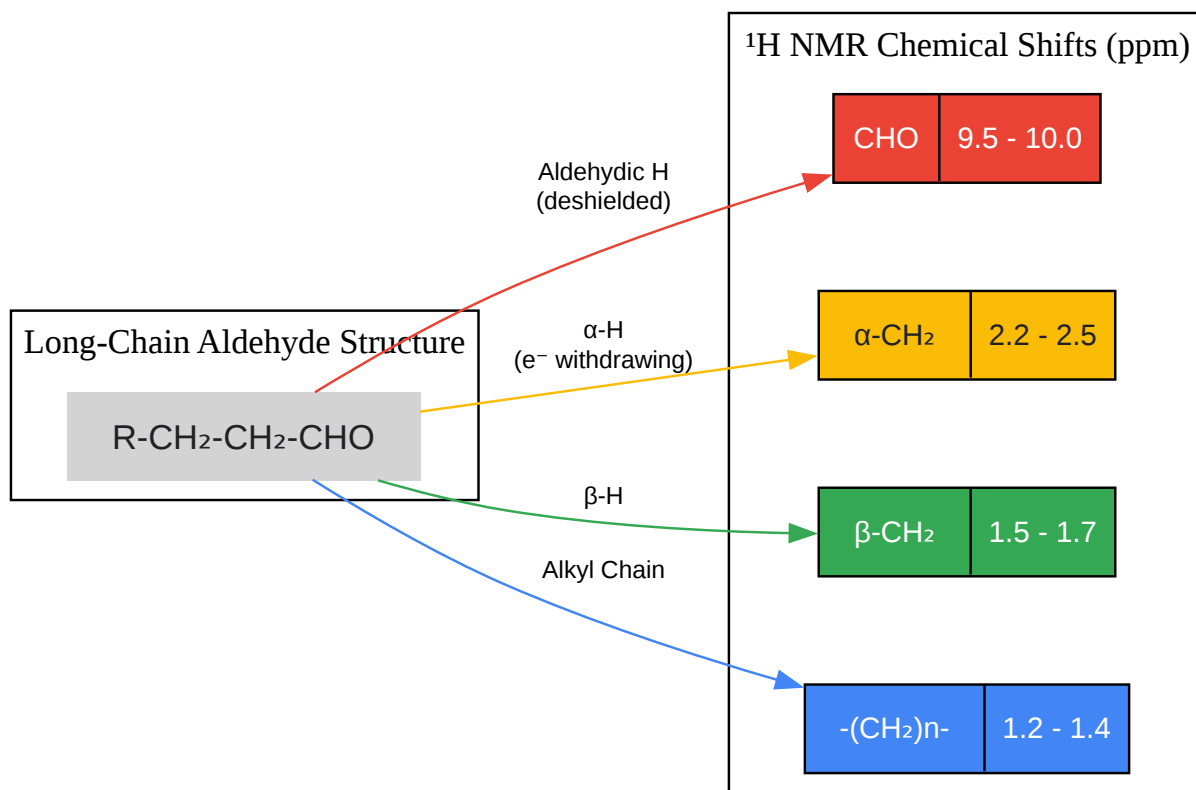 ¹H NMR Chemical Shifts (ppm)
CHO 9.5 - 10.0
Aldehydic H
(deshielded)
α-H
(e⁻ withdrawing)
α-CH₂ 2.2 - 2.5
Long-Chain Aldehyde Structure
R-CH₂-CH₂-CHO
β-H
β-CH₂ 1.5 - 1.7
Alkyl Chain
-(CH₂)n- 1.2 - 1.4